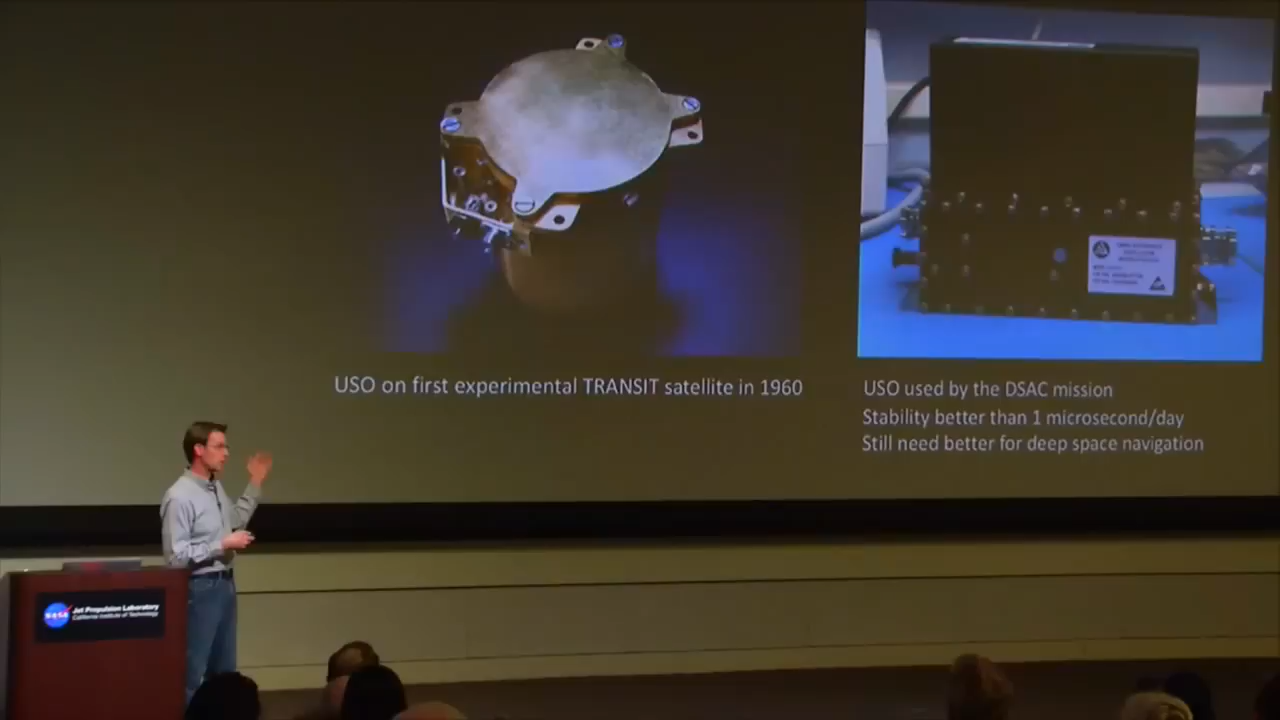 USO on first experimental TRANSIT satellite in 1960
USO used by the DSAC mission
Stability better than 1 microsecond/day
Still need better for deep space navigation
NASA
Jet Propulsion Laboratory
California Institute of Technology